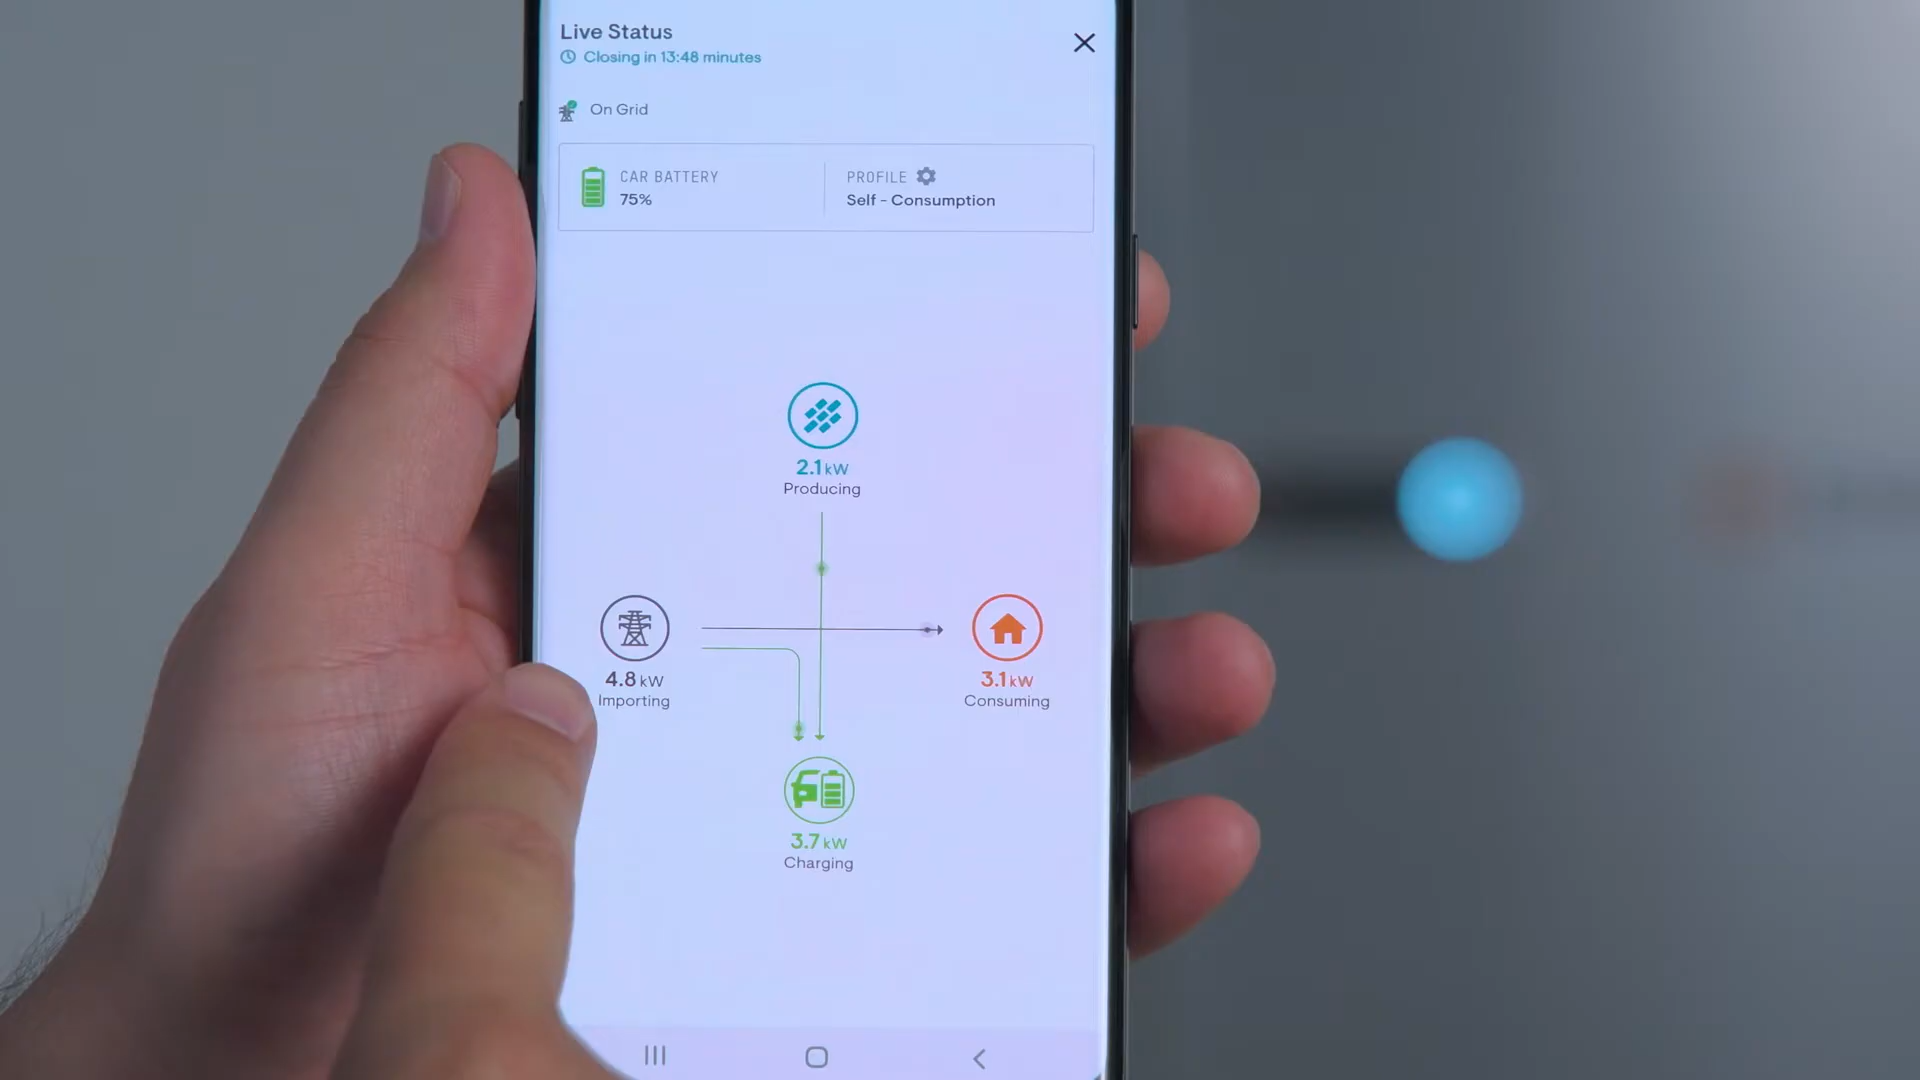 Live Status
Closing in 13:48 minutes
On Grid
CAR BATTERY
75%
PROFILE
Self - Consumption
2.1 kW
Producing
4.8 kW
Importing
3.1 kW
Consuming
3.7 kW
Charging